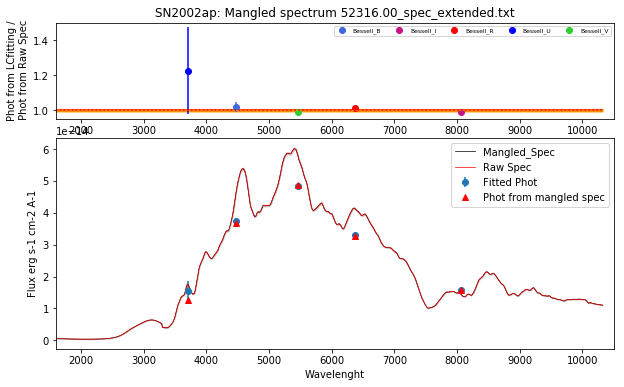 SN2002ap: Mangled spectrum 52316.00_spec_extended.txt
Phot from LCfitting /
Phot from Raw Spec
1.4
1.2
1.0
Bessell_B
Bessell_I
Bessell_R
Bessell_U
Bessell_V
2000 3000 4000 5000 6000 7000 8000 9000 10000
1e−14
Flux erg s-1 cm-2 A-1
6
5
4
3
2
1
0
Mangled_Spec
Raw Spec
Fitted Phot
Phot from mangled spec
2000 3000 4000 5000 6000 7000 8000 9000 10000
Wavelenght